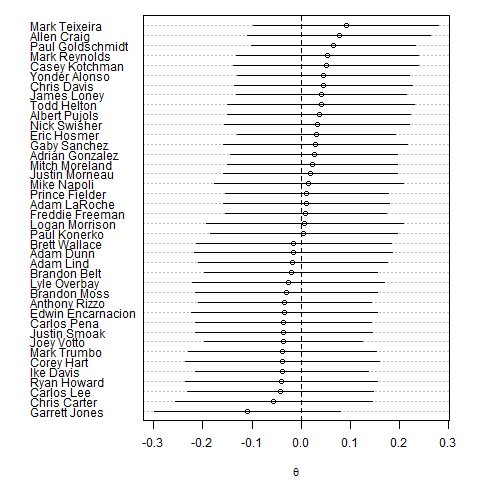 Mark Teixeira
Allen Craig
Paul Goldschmidt
Mark Reynolds
Casey Kotchman
Yonder Alonso
Chris Davis
James Loney
Todd Helton
Albert Pujols
Nick Swisher
Eric Hosmer
Gaby Sanchez
Adrian Gonzalez
Mitch Moreland
Justin Morneau
Mike Napoli
Prince Fielder
Adam LaRoche
Freddie Freeman
Logan Morrison
Paul Konerko
Brett Wallace
Adam Dunn
Adam Lind
Brandon Belt
Lyle Overbay
Brandon Moss
Anthony Rizzo
Edwin Encarnacion
Carlos Pena
Justin Smoak
Joey Votto
Mark Trumbo
Corey Hart
Ike Davis
Ryan Howard
Carlos Lee
Chris Carter
Garrett Jones
-0.3 -0.2 -0.1 0.0 0.1 0.2 0.3
θ